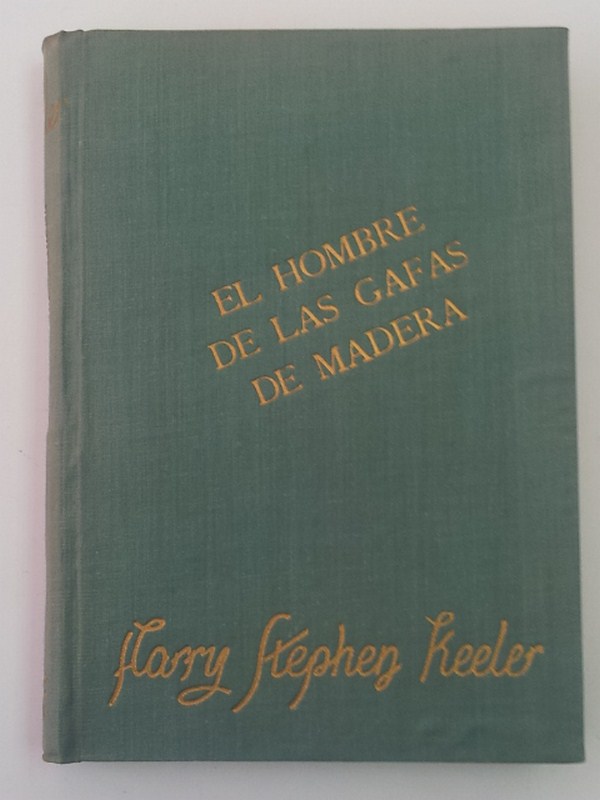 EL HOMBRE
DE LAS GAFAS
DE MADERA
Harry Stephen Keeler